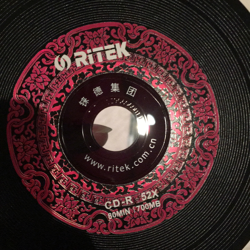 RiTEK
铼德集团
www.ritek.com.cn
CD-R 52X
80MIN 700MB